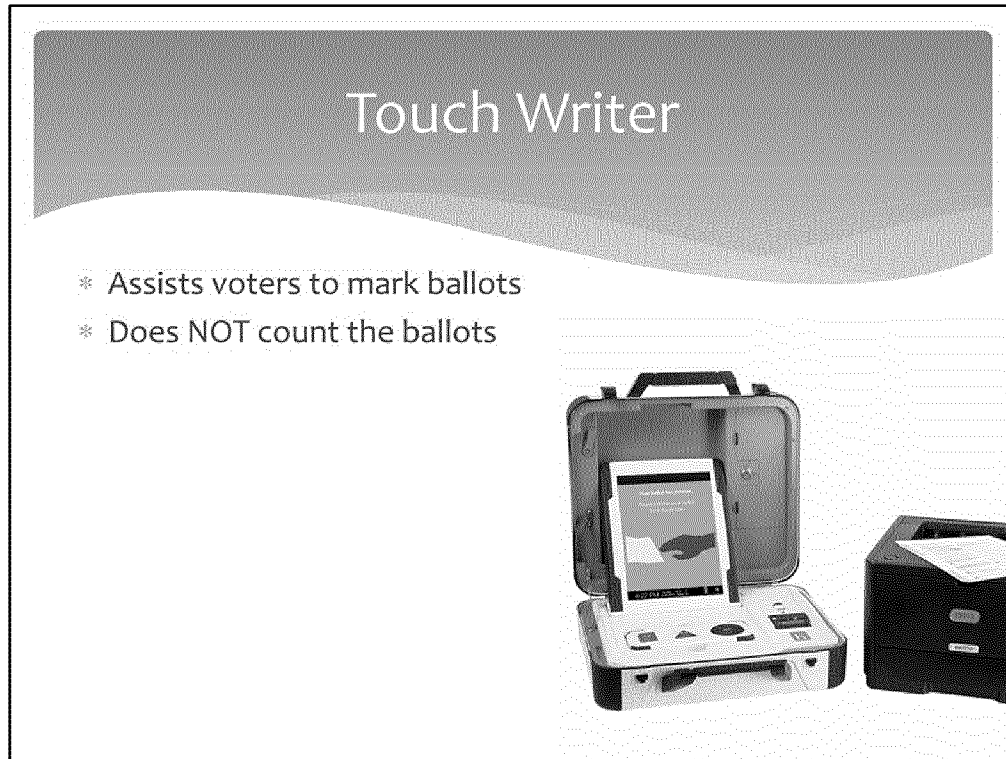 Touch Writer
* Assists voters to mark ballots
* Does NOT count the ballots